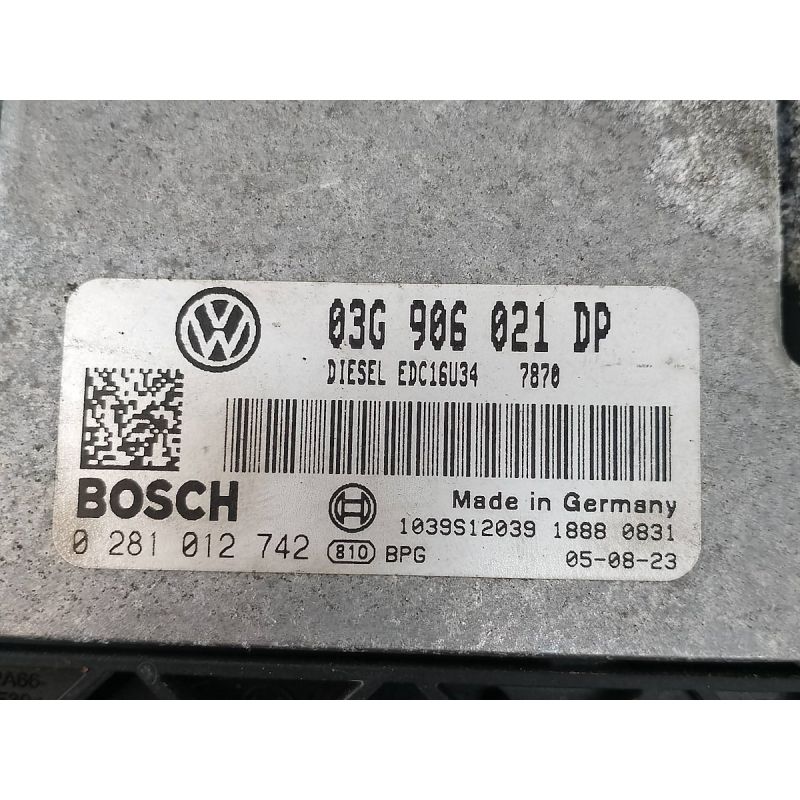 03G 906 021 DP
DIESEL EDC16U34 7870
BOSCH
Made in Germany
1039S12039 1888 0831
0 281 012 742 810 BPG 05-08-23